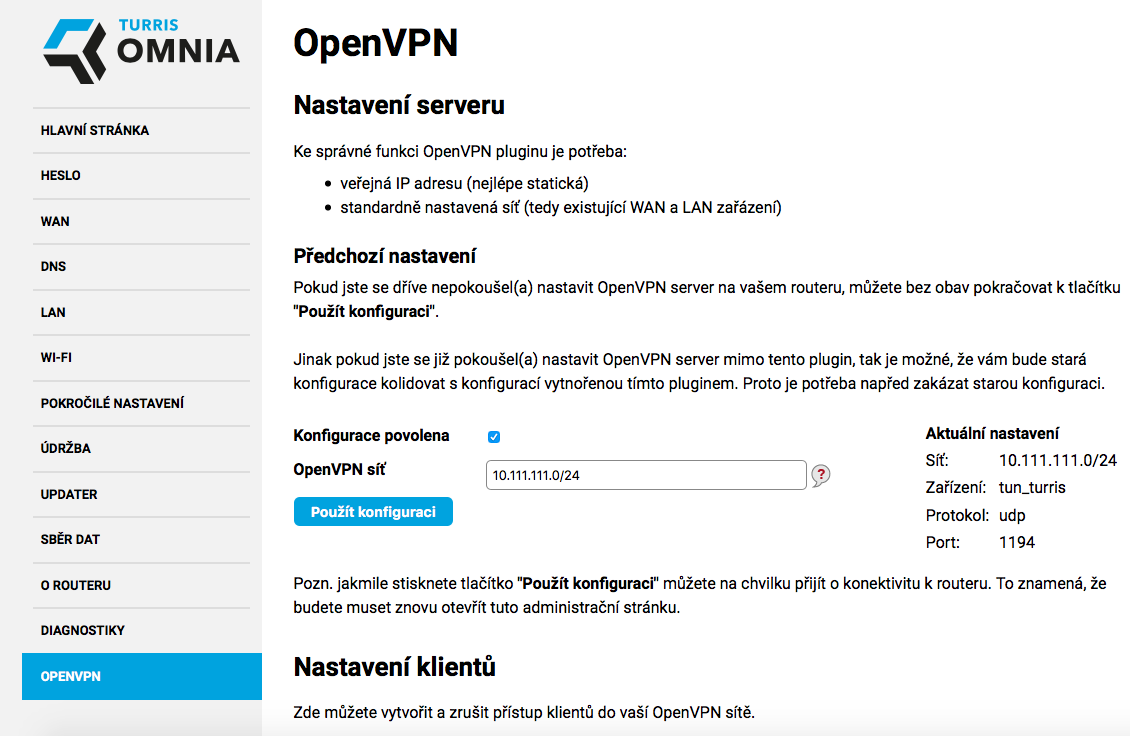 TURRIS
OMNIA
HLAVNÍ STRÁNKA
HESLO
WAN
DNS
LAN
WI-FI
POKROČILÉ NASTAVENÍ
ÚDRŽBA
UPDATER
SBĚR DAT
O ROUTERU
DIAGNOSTIKY
OPENVPN
OpenVPN
Nastavení serveru
Ke správné funkci OpenVPN pluginu je potřeba:
• veřejná IP adresu (nejlépe statická)
• standardně nastavená síť (tedy existující WAN a LAN zařázení)
Předchozí nastavení
Pokud jste se dříve nepokoušel(a) nastavit OpenVPN server na vašem routeru, můžete bez obav pokračovat k tlačítku
"Použít konfiguraci".
Jinak pokud jste se již pokoušel(a) nastavit OpenVPN server mimo tento plugin, tak je možné, že vám bude stará
konfigurace kolidovat s konfigurací vytnořenou tímto pluginem. Proto je potřeba napřed zakázat starou konfiguraci.
Konfigurace povolena
OpenVPN síť
10.111.111.0/24
?
Použít konfiguraci
Aktuální nastavení
Síť: 10.111.111.0/24
Zařízení: tun_turris
Protokol: udp
Port: 1194
Pozn. jakmile stisknete tlačítko "Použít konfiguraci" můžete na chvilku přijít o konektivitu k routeru. To znamená, že
budete muset znovu otevřít tuto administrační stránku.
Nastavení klientů
Zde můžete vytvořit a zrušit přístup klientů do vaší OpenVPN sítě.